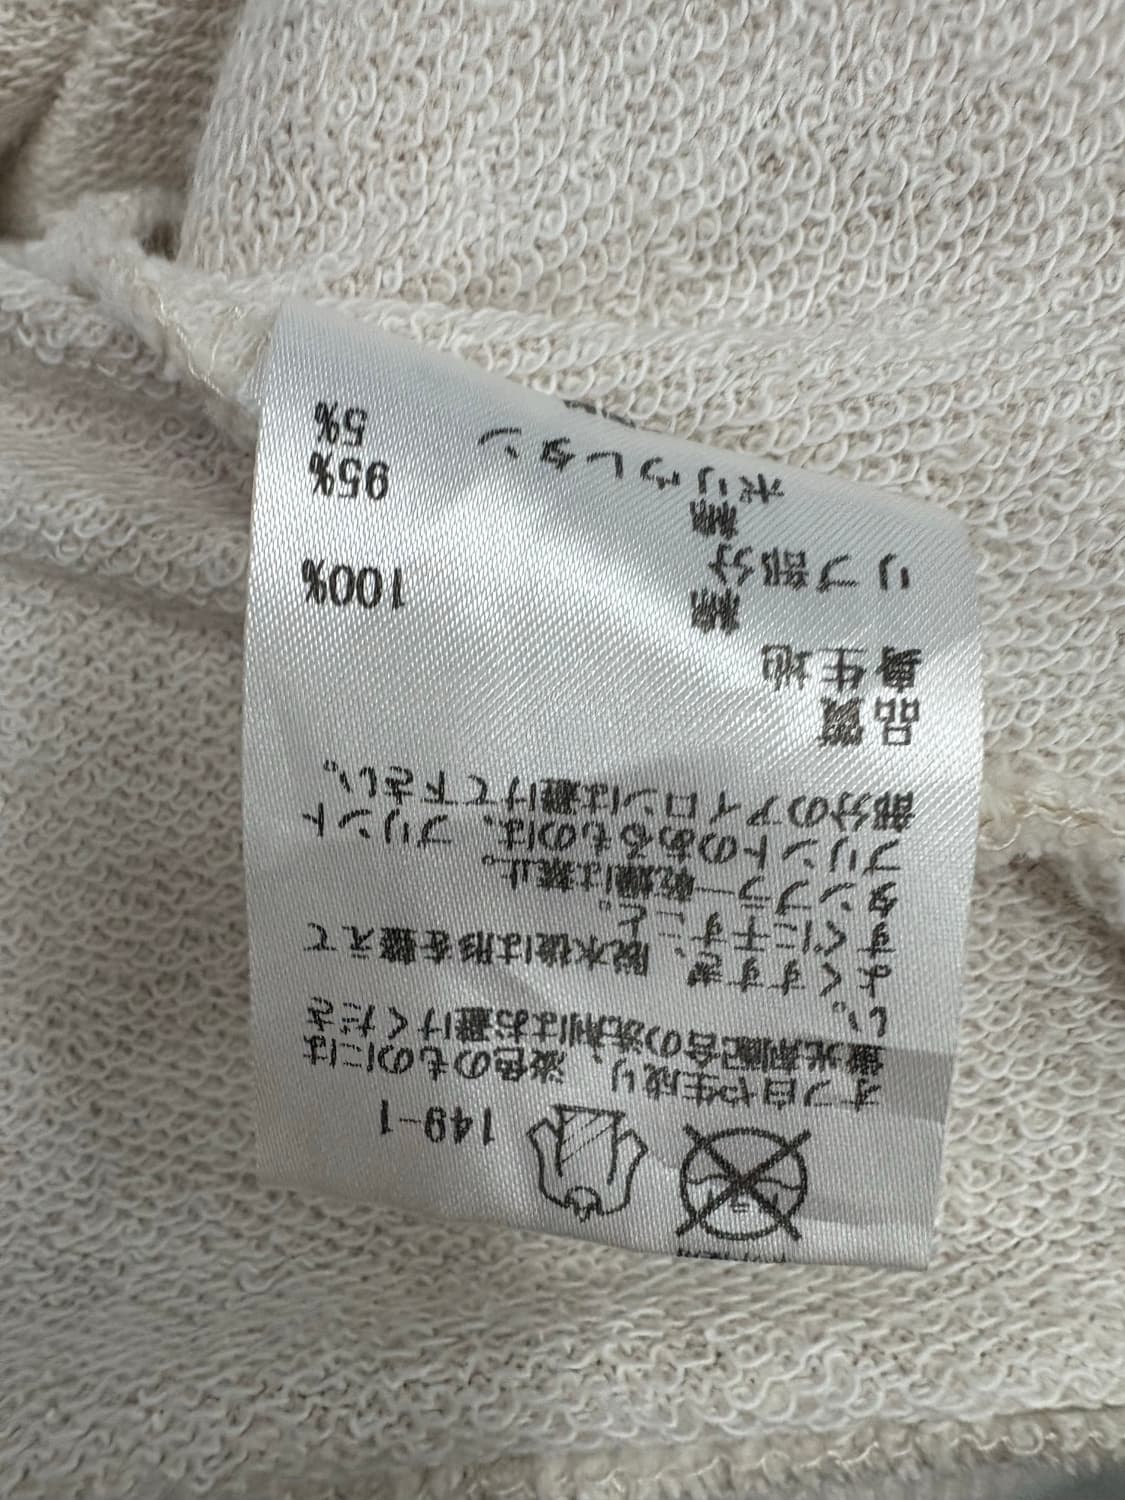 149-1
オフ白や生成り、淡色のものには
蛍光剤配合の洗剤はお避けくださ
い。
よくすすぎ、脱水後は形を整えて
すぐに干すこと。
タンブラー乾燥は禁止。
プリントのあるものは、プリント
部分のアイロンは避けて下さい。
品質
身生地
綿 100%
リブ部分
綿 95%
ポリウレタン 5%